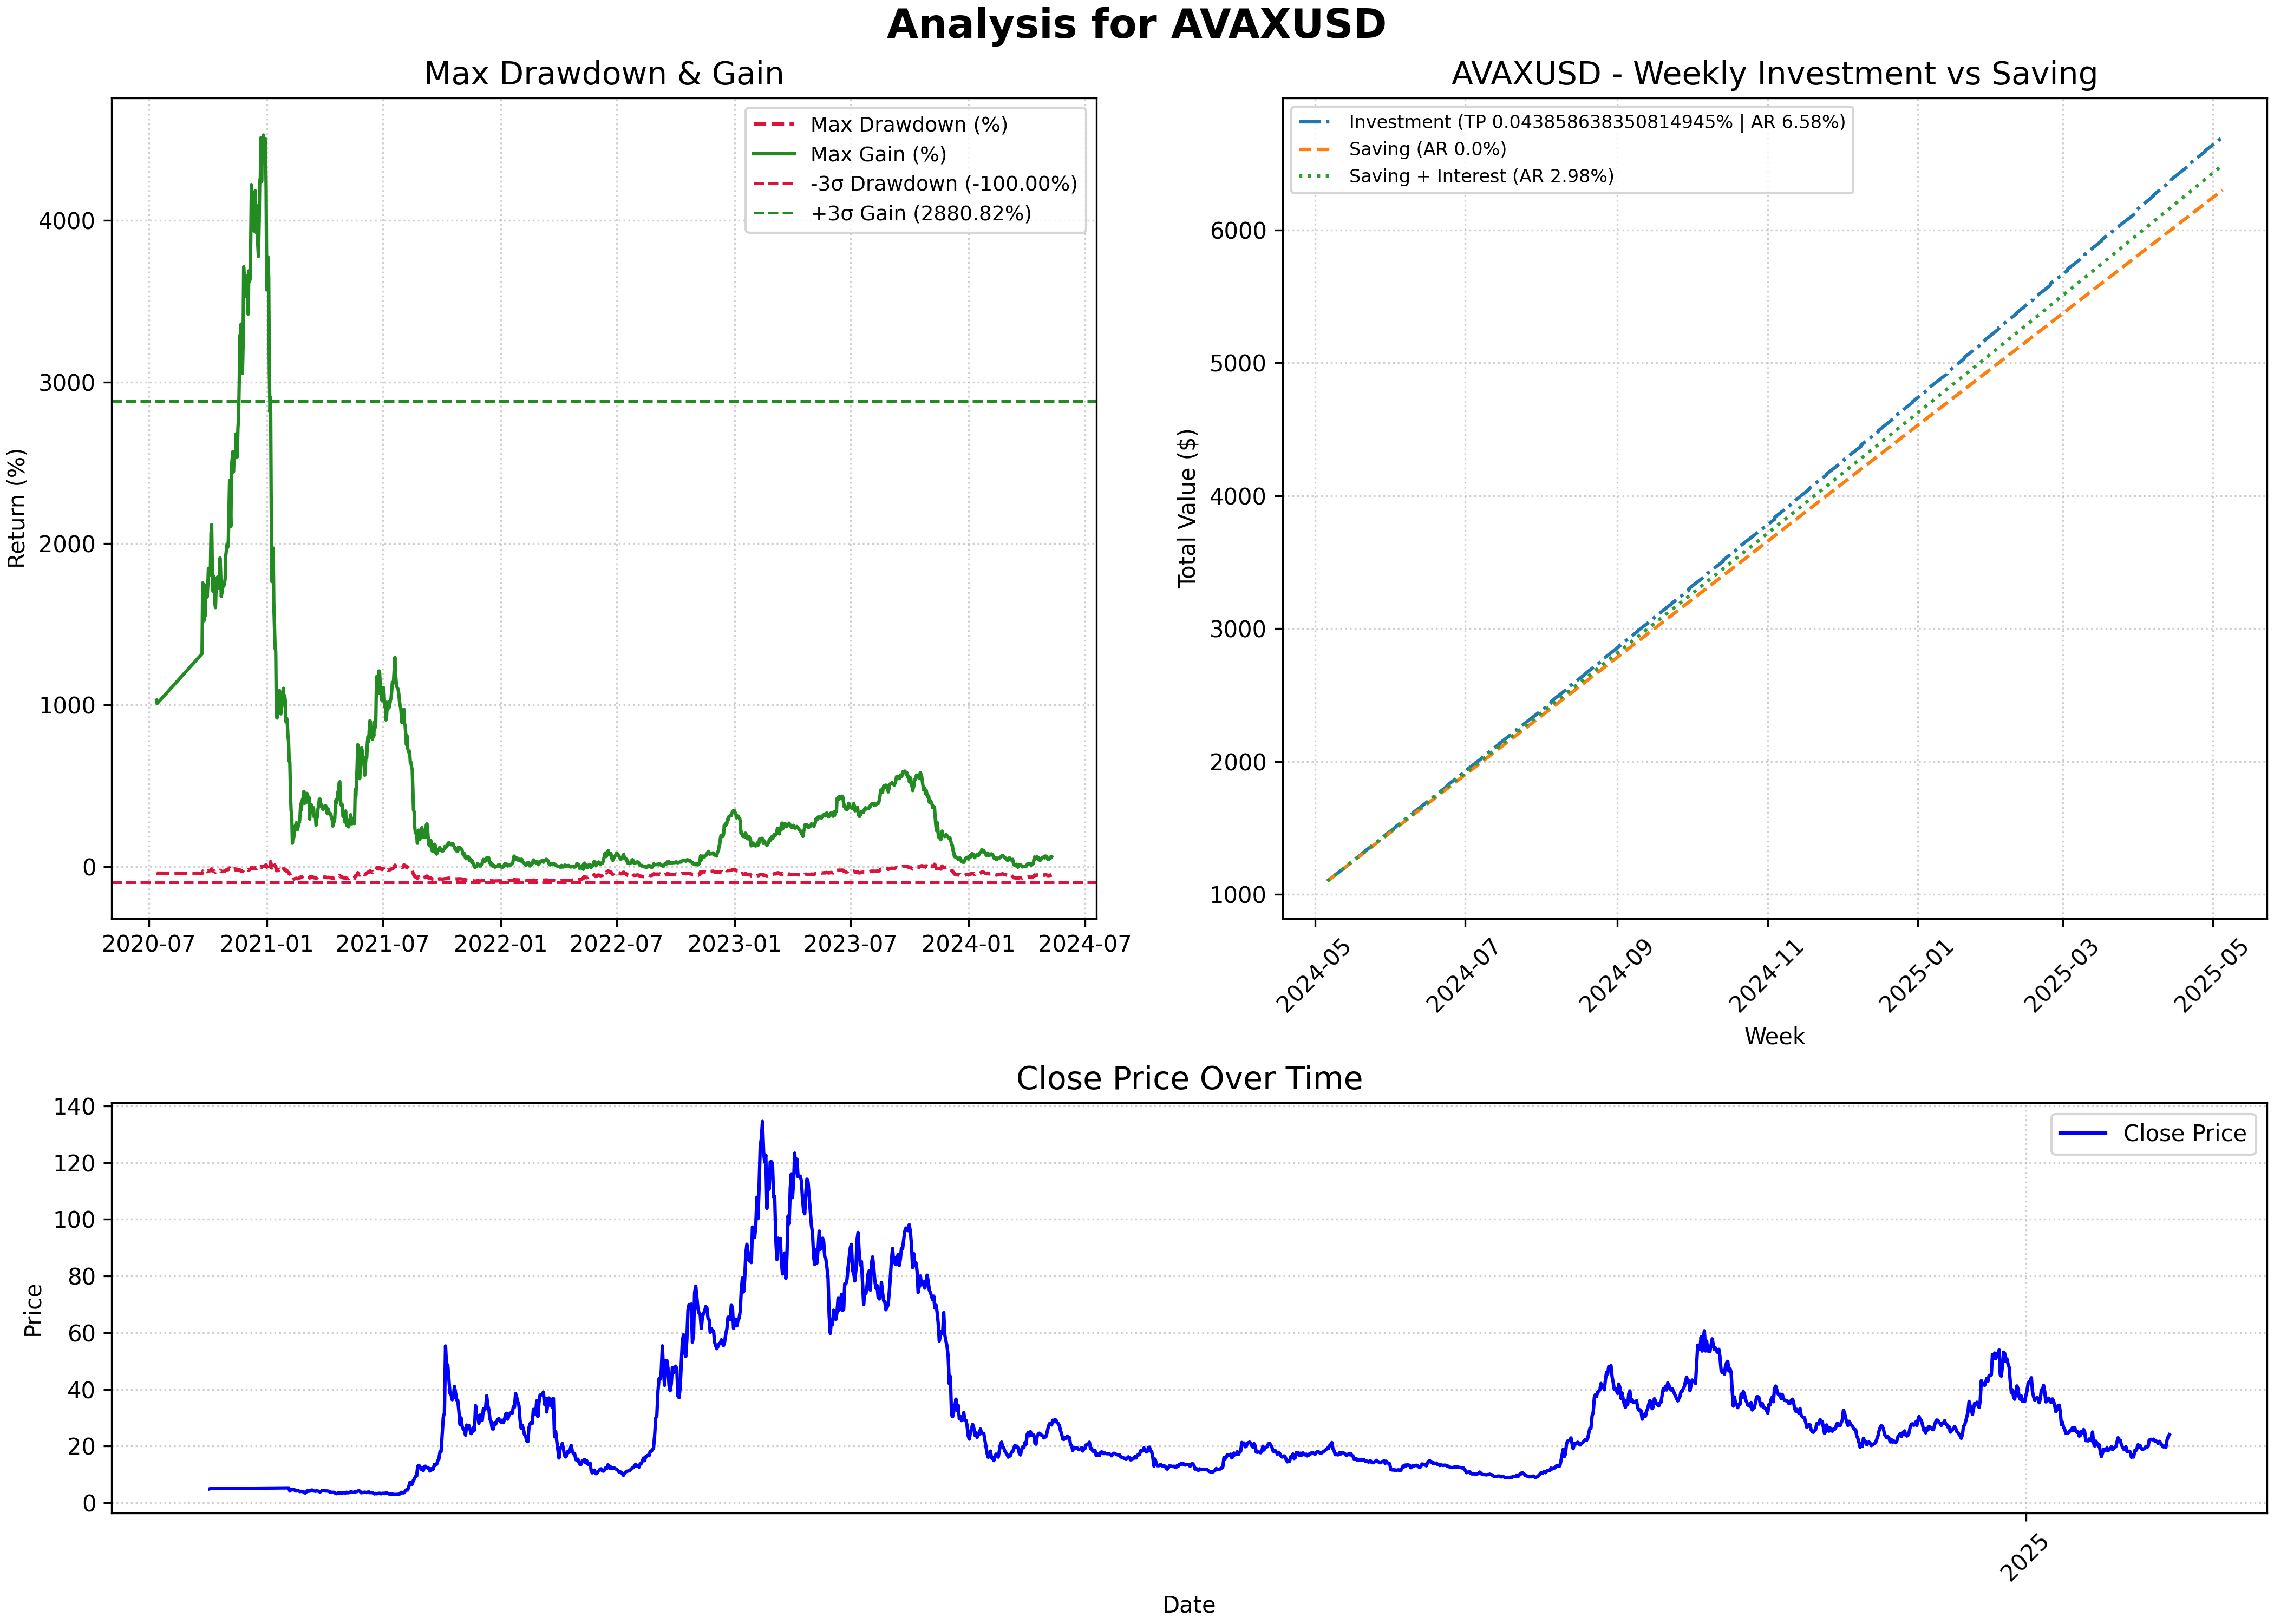 Analysis for AVAXUSD
Max Drawdown & Gain
Max Drawdown (%)
Max Gain (%)
-3σ Drawdown (-100.00%)
+3σ Gain (2880.82%)
Return (%)
4000
3000
2000
1000
0
2020-07 2021-01 2021-07 2022-01 2022-07 2023-01 2023-07 2024-01 2024-07
AVAXUSD - Weekly Investment vs Saving
Investment (TP 0.043858638350814945% | AR 6.58%)
Saving (AR 0.0%)
Saving + Interest (AR 2.98%)
Total Value ($)
6000
5000
4000
3000
2000
1000
2024-05 2024-07 2024-09 2024-11 2025-01 2025-03 2025-05
Week
Close Price Over Time
Close Price
Price
140
120
100
80
60
40
20
0
2025
Date